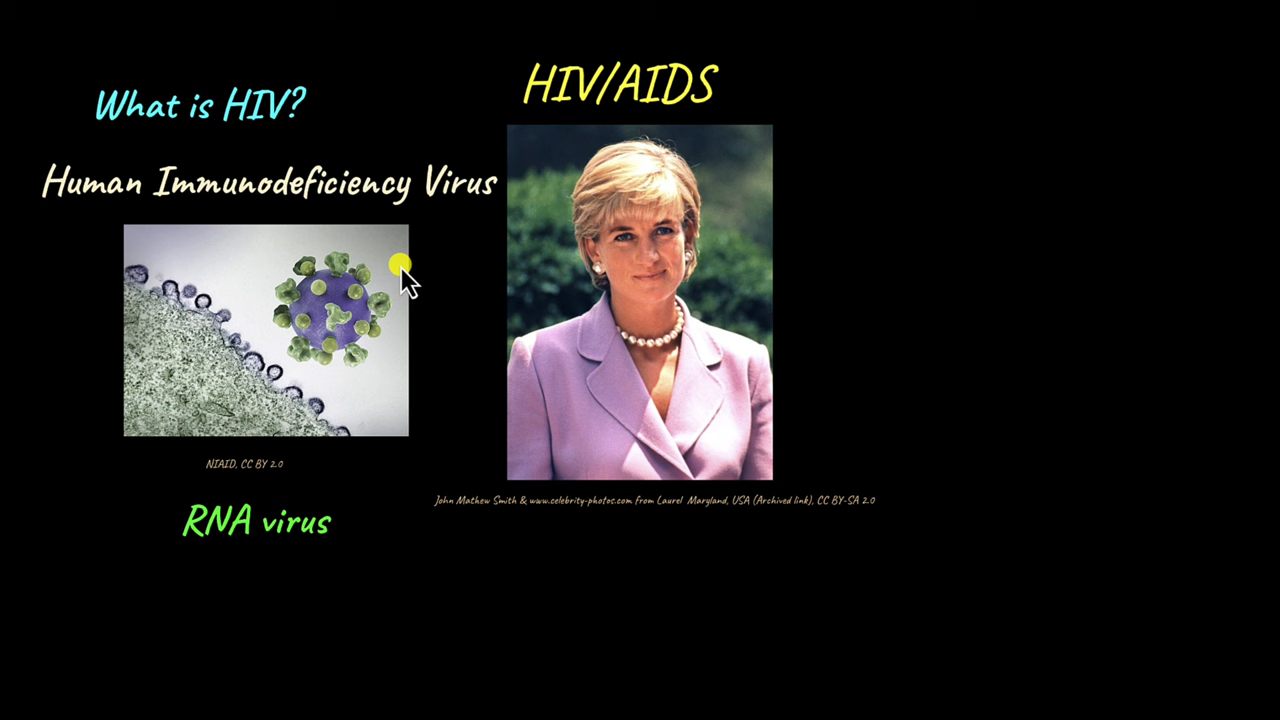 HIV/AIDS
What is HIV?
Human Immunodeficiency Virus
NIAID, CC BY 2.0
RNA virus
John Mathew Smith & www.celebrity-photos.com from Laurel Maryland, USA (Archived link), CC BY-SA 2.0